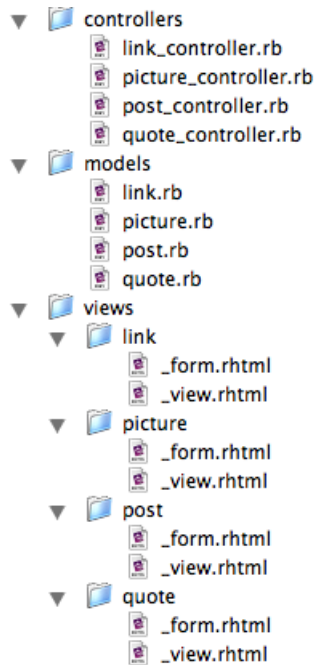 controllers
link_controller.rb
picture_controller.rb
post_controller.rb
quote_controller.rb
models
link.rb
picture.rb
post.rb
quote.rb
views
link
_form.rhtml
_view.rhtml
picture
_form.rhtml
_view.rhtml
post
_form.rhtml
_view.rhtml
quote
_form.rhtml
_view.rhtml